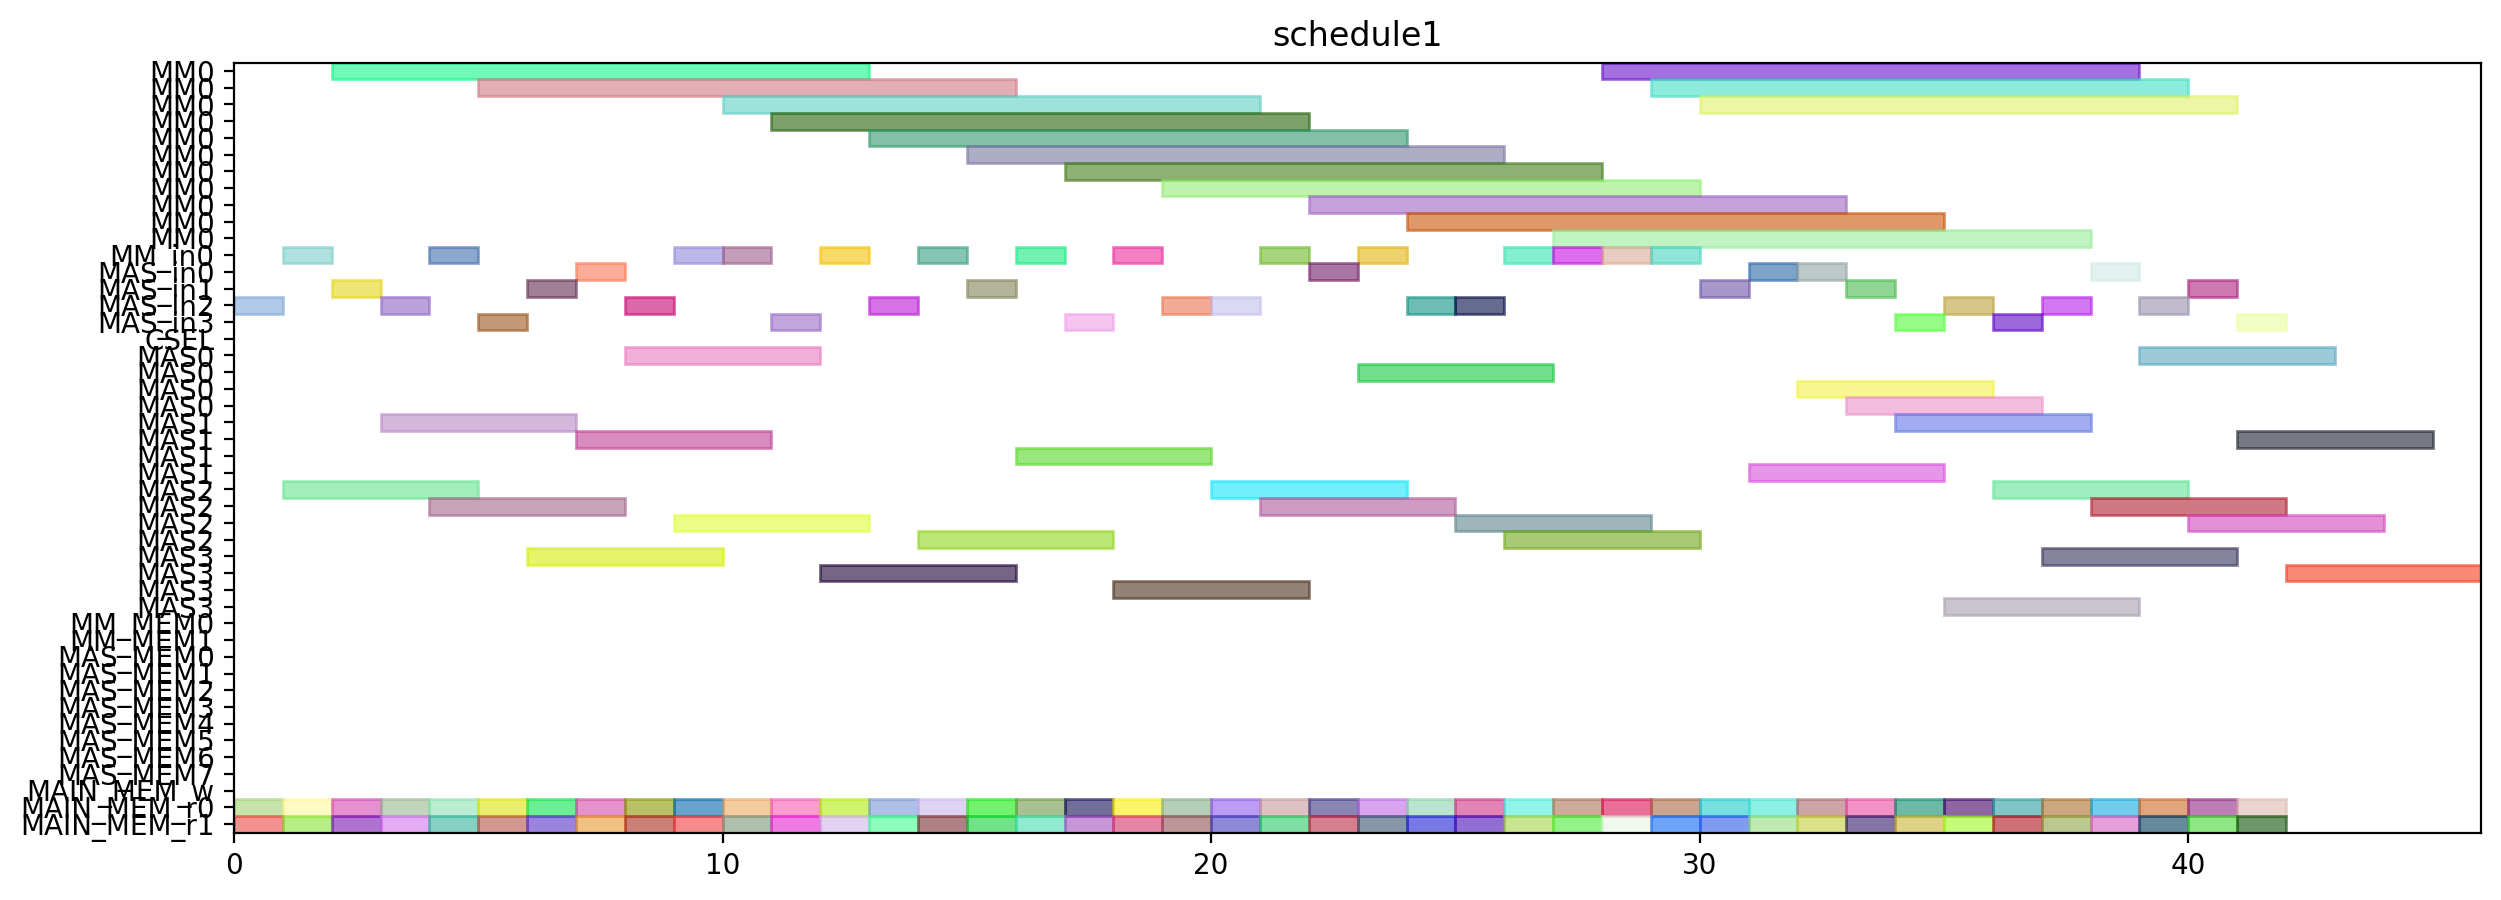 schedule1
MM0
MM0
MM0
MM0
MM0
MM0
MM0
MM0
MM0
MM0
MM0
MM_in0
MAS_in0
MAS_in1
MAS_in2
MAS_in3
CSEL
MAS0
MAS0
MAS0
MAS0
MAS1
MAS1
MAS1
MAS1
MAS2
MAS2
MAS2
MAS2
MAS3
MAS3
MAS3
MAS3
MM_MEM0
MM_MEM1
MAS_MEM0
MAS_MEM1
MAS_MEM2
MAS_MEM3
MAS_MEM4
MAS_MEM5
MAS_MEM6
MAS_MEM7
MAIN_MEM_w
MAIN_MEM_r0
MAIN_MEM_r1
0 10 20 30 40